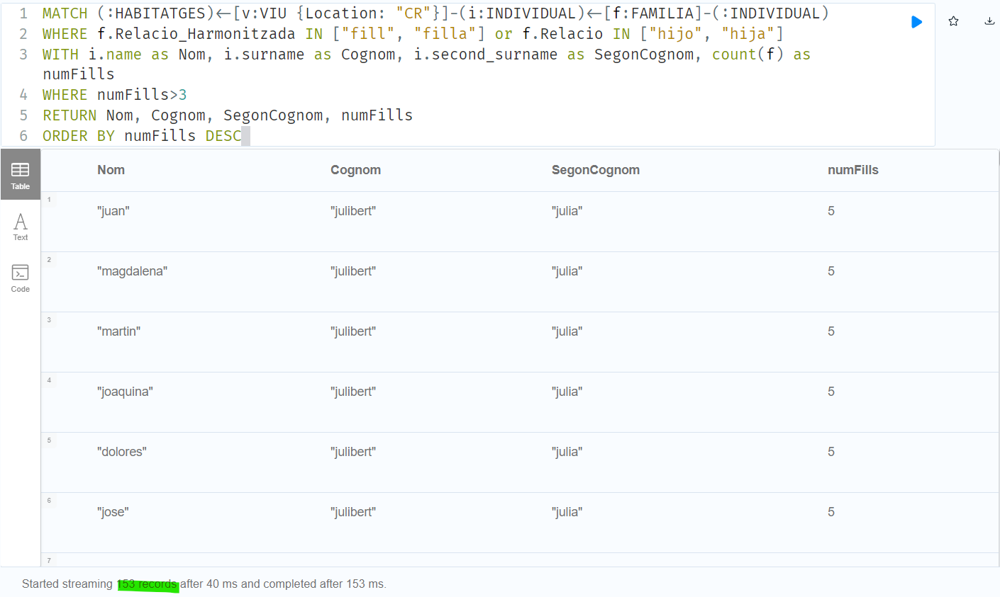 1 MATCH (:HABITATGES)<-[v:VIU {Location: "CR"}]-(i:INDIVIDUAL)<-[f:FAMILIA]-(:INDIVIDUAL)
2 WHERE f.Relacio_Harmonitzada IN ["fill", "filla"] or f.Relacio IN ["hijo", "hija"]
3 WITH i.name as Nom, i.surname as Cognom, i.second_surname as SegonCognom, count(f) as
numFills
4 WHERE numFills>3
5 RETURN Nom, Cognom, SegonCognom, numFills
6 ORDER BY numFills DESC
Table
Text
Code
Nom Cognom SegonCognom numFills
1 "juan" "julibert" "julia" 5
2 "magdalena" "julibert" "julia" 5
3 "martin" "julibert" "julia" 5
4 "joaquina" "julibert" "julia" 5
5 "dolores" "julibert" "julia" 5
6 "jose" "julibert" "julia" 5
7
Started streaming 153 records after 40 ms and completed after 153 ms.